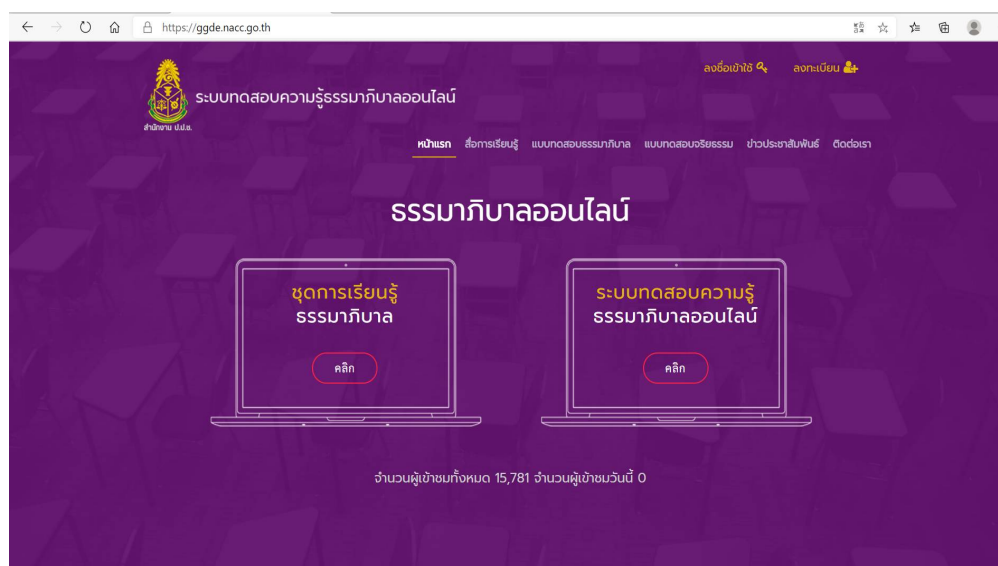 https://ggde.nacc.go.th
ลงชื่อเข้าใช้ ลงทะเบียน
ระบบทดสอบความรู้ธรรมาภิบาลออนไลน์
สำนักงาน ป.ป.ช.
หน้าแรก สื่อการเรียนรู้ แบบทดสอบธรรมาภิบาล แบบทดสอบจริยธรรม ข่าวประชาสัมพันธ์ ติดต่อเรา
ธรรมาภิบาลออนไลน์
ชุดการเรียนรู้
ธรรมาภิบาล
คลิก
ระบบทดสอบความรู้
ธรรมาภิบาลออนไลน์
คลิก
จำนวนผู้เข้าชมทั้งหมด 15,781 จำนวนผู้เข้าชมวันนี้ 0